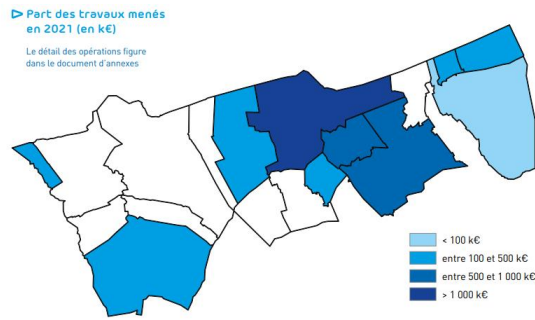 Part des travaux menés
en 2021 (en k€)
Le détail des opérations figure
dans le document d'annexes
< 100 k€
entre 100 et 500 k€
entre 500 et 1 000 k€
> 1 000 k€